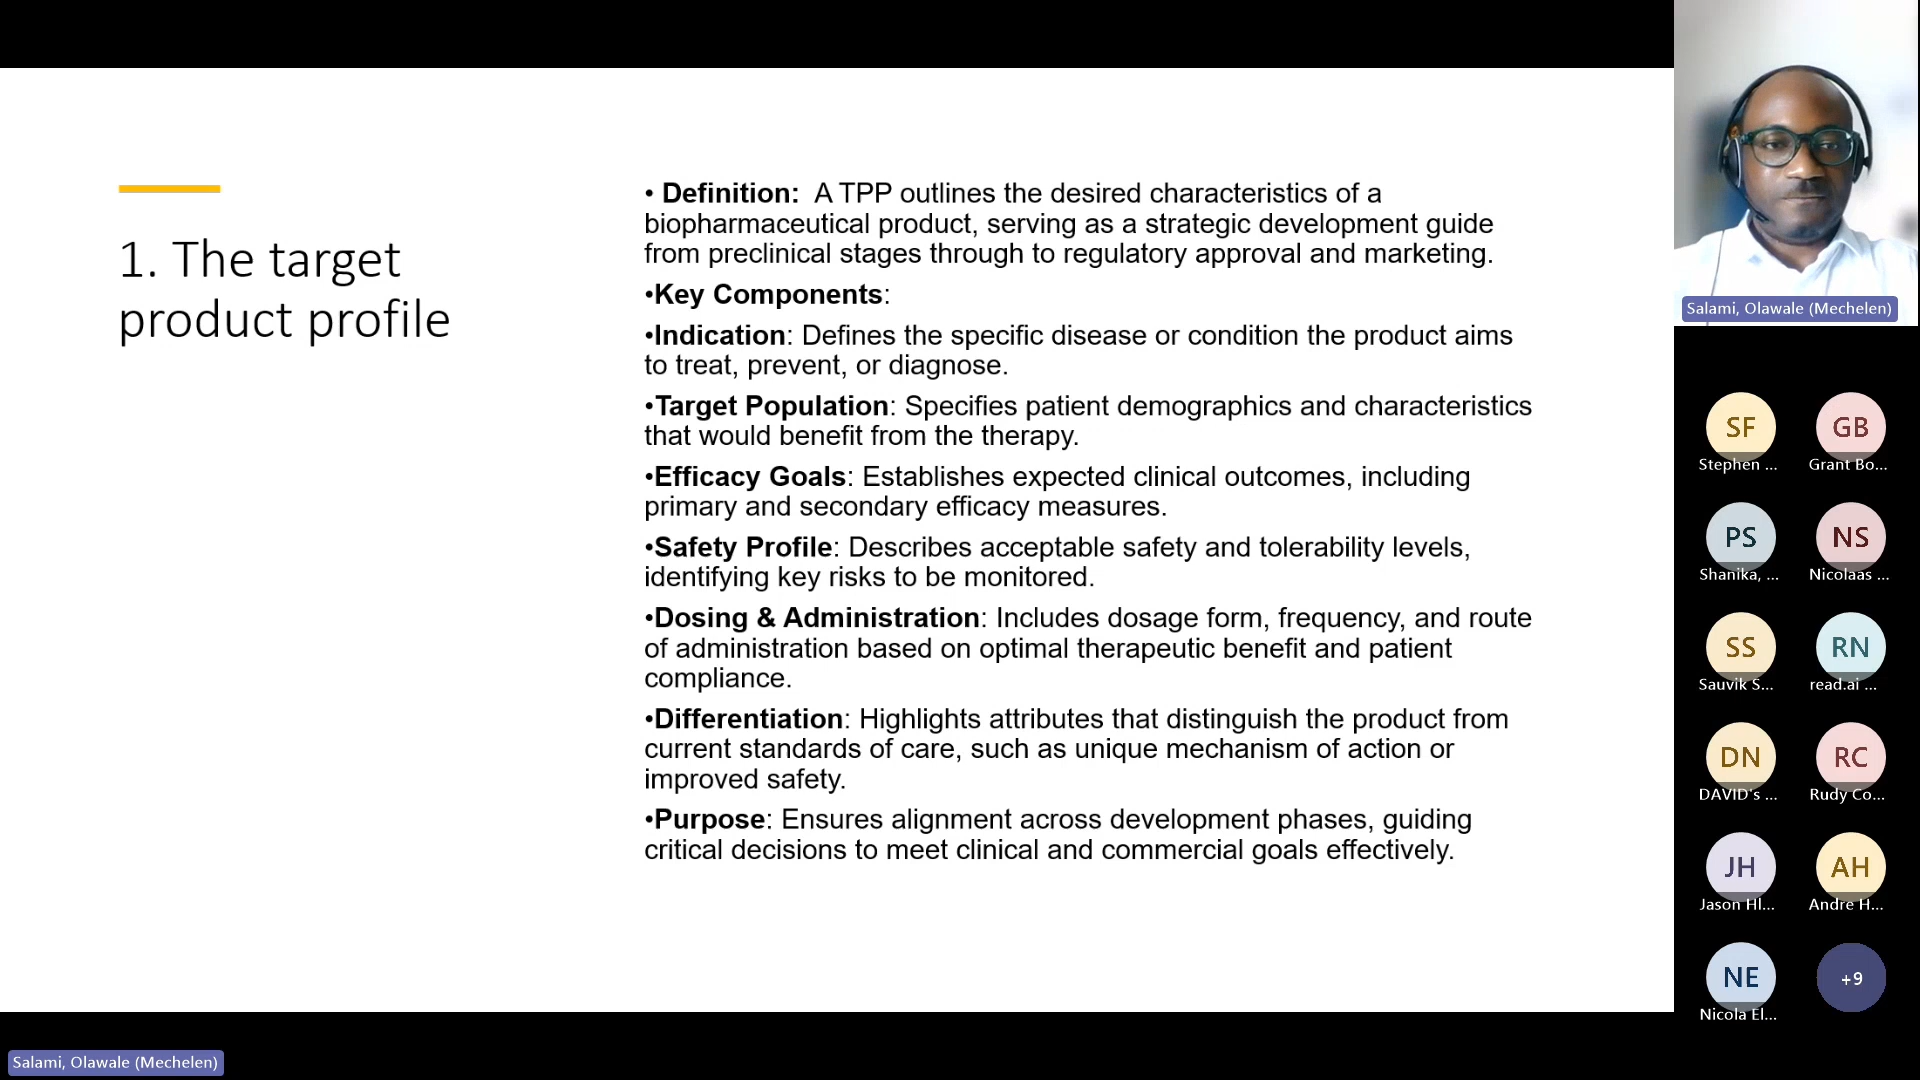 1. The target
product profile
• Definition:  A TPP outlines the desired characteristics of a
biopharmaceutical product, serving as a strategic development guide
from preclinical stages through to regulatory approval and marketing.
•Key Components:
•Indication: Defines the specific disease or condition the product aims
to treat, prevent, or diagnose.
•Target Population: Specifies patient demographics and characteristics
that would benefit from the therapy.
•Efficacy Goals: Establishes expected clinical outcomes, including
primary and secondary efficacy measures.
•Safety Profile: Describes acceptable safety and tolerability levels,
identifying key risks to be monitored.
•Dosing & Administration: Includes dosage form, frequency, and route
of administration based on optimal therapeutic benefit and patient
compliance.
•Differentiation: Highlights attributes that distinguish the product from
current standards of care, such as unique mechanism of action or
improved safety.
•Purpose: Ensures alignment across development phases, guiding
critical decisions to meet clinical and commercial goals effectively.
Salami, Olawale (Mechelen)
SF
Stephen ...
GB
Grant Bo...
PS
Shanika, ...
NS
Nicolaas ...
SS
Sauvik S...
RN
read.ai ...
DN
DAVID's ...
RC
Rudy Co...
JH
Jason Hl...
AH
Andre H...
NE
Nicola El...
+9
Salami, Olawale (Mechelen)